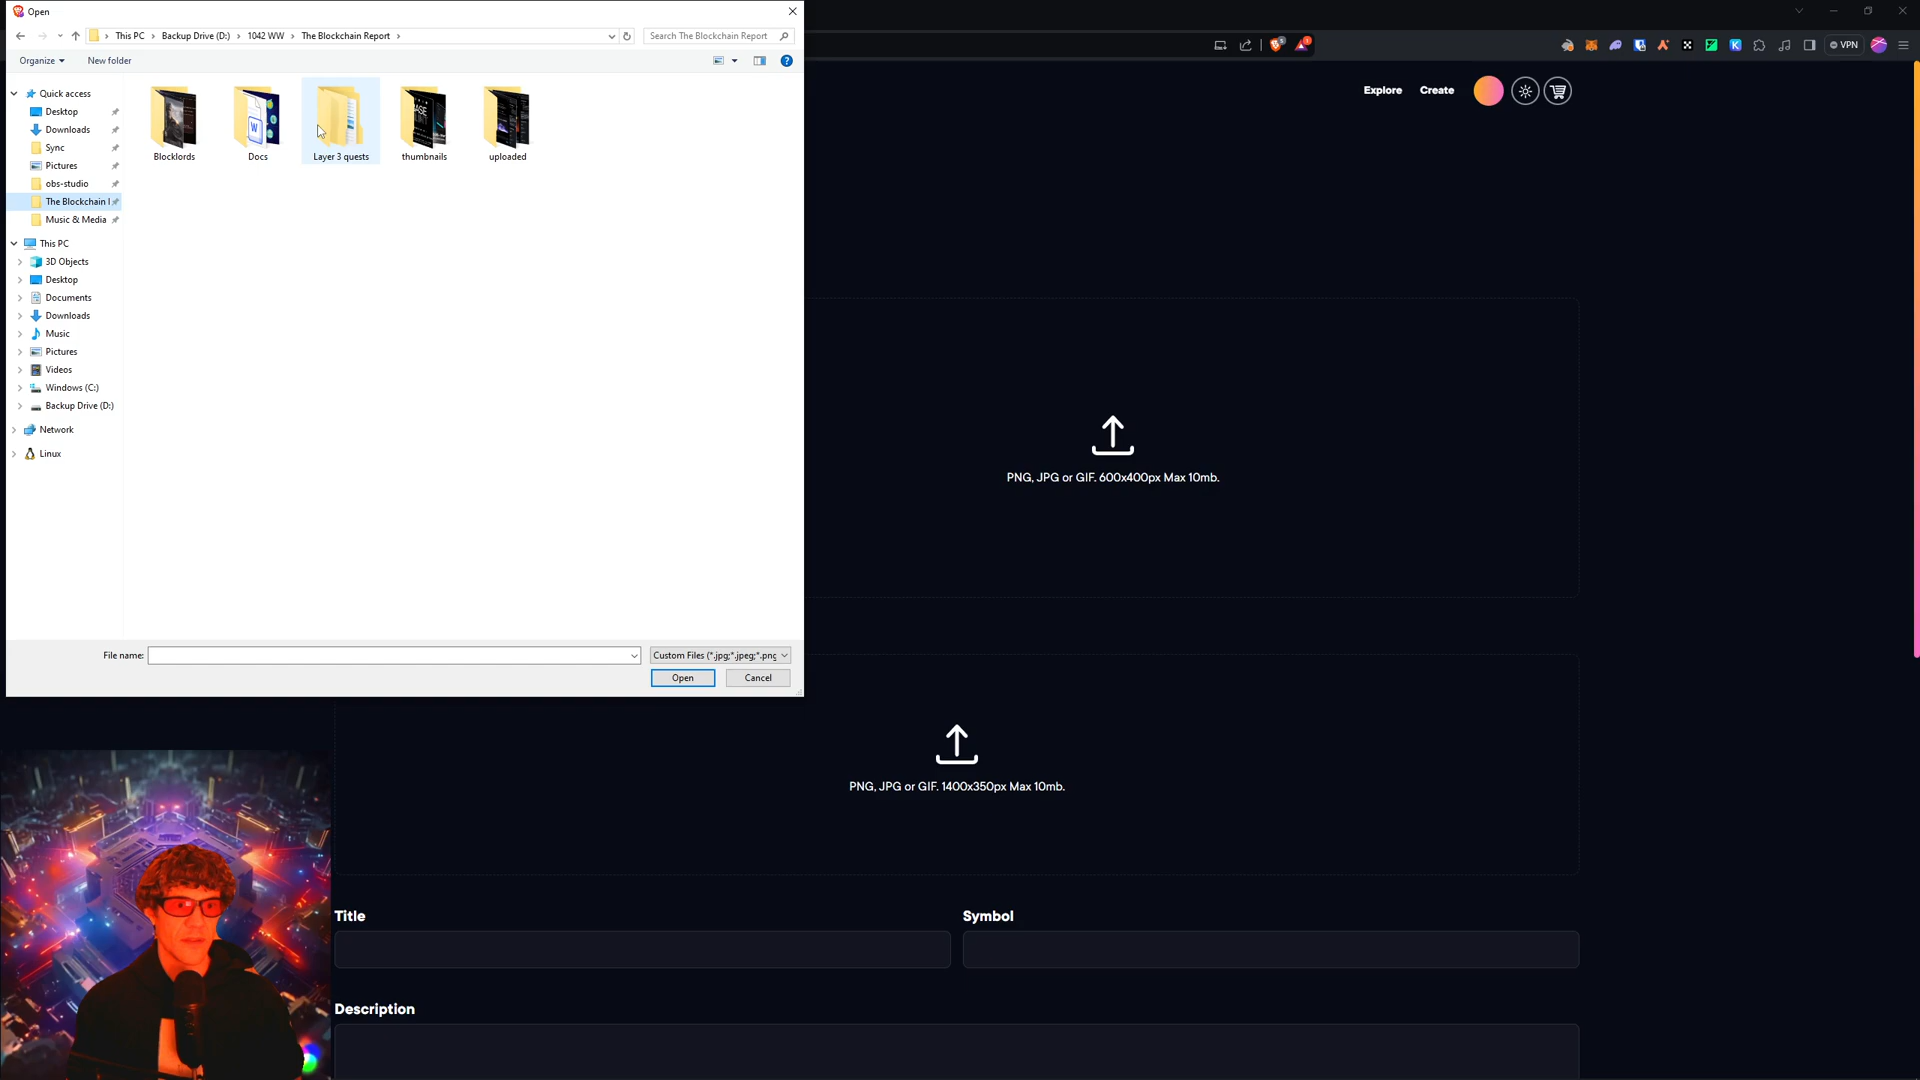 Open
This PC
Backup Drive (D:)
1042 WW
The Blockchain Report
Search The Blockchain Report
Organize
New folder
Quick access
Desktop
Downloads
Sync
Pictures
obs-studio
The Blockchain
Music & Media
This PC
3D Objects
Desktop
Documents
Downloads
Music
Pictures
Videos
Windows (C:)
Backup Drive (D:)
Network
Linux
Blocklords
Docs
Layer 3 quests
thumbnails
uploaded
File name:
Custom Files (*.jpg;*.jpeg;*.png
Open
Cancel
VPN
Explore
Create
PNG, JPG or GIF. 600x400px Max 10mb.
PNG, JPG or GIF. 1400x350px Max 10mb.
Title
Symbol
Description